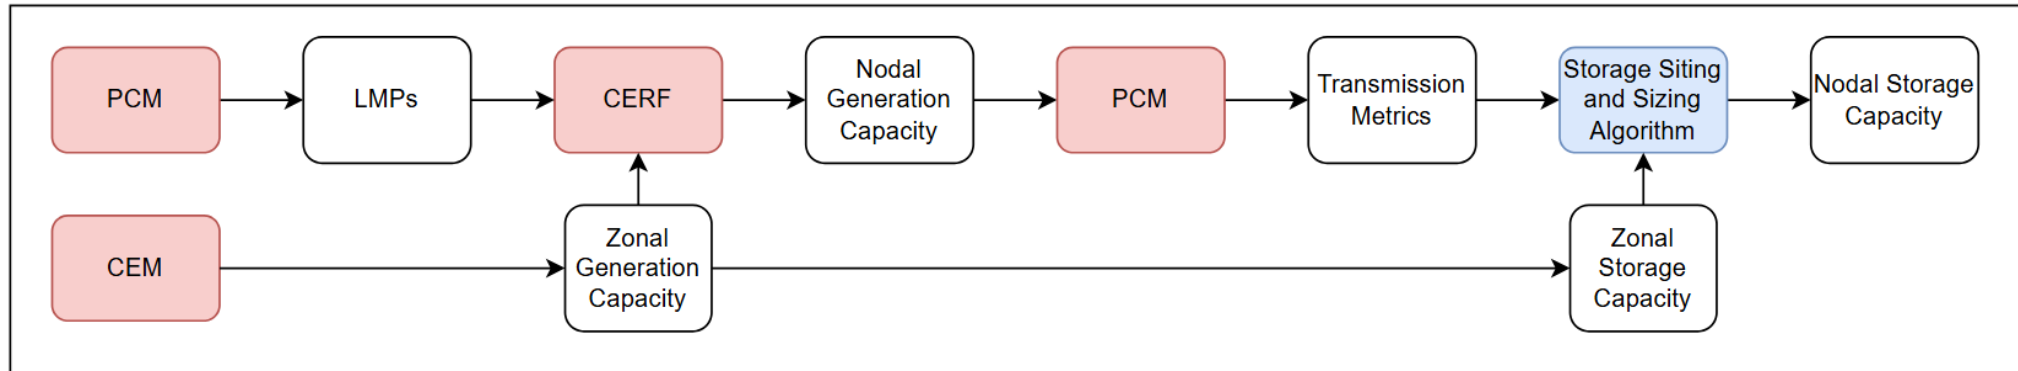 PCM
LMPs
CERF
Nodal
Generation
Capacity
PCM
Transmission
Metrics
Storage Siting
and Sizing
Algorithm
Nodal Storage
Capacity
CEM
Zonal
Generation
Capacity
Zonal
Storage
Capacity